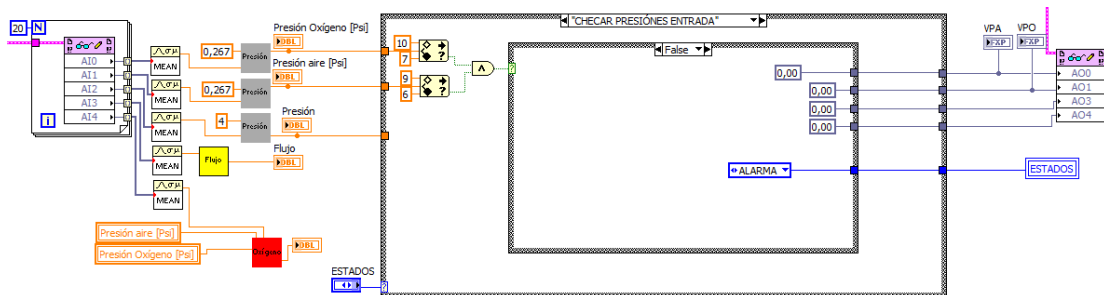 20
N
i
AI0
AI1
AI2
AI3
AI4
MEAN
MEAN
MEAN
MEAN
MEAN
0,267
Presión
0,267
Presión
4
Presión
Flujo
Presión Oxígeno [Psi]
DBL
Presión aire [Psi]
DBL
Presión
DBL
Flujo
DBL
Presión aire [Psi]
Presión Oxígeno [Psi]
Oxígeno
DBL
ESTADOS
"CHECAR PRESIÓNES ENTRADA"
10
7
?
9
6
?
∧
?
False
0,00
0,00
0,00
0,00
ALARMA
VPA
FXP
VPO
FXP
AO0
AO1
AO3
AO4
ESTADOS
?